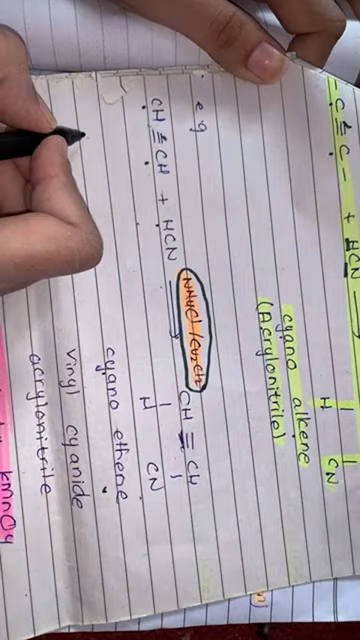 - C ≡ C - + HCN -
H CN
cyano alkene
(Acrylonitrile)
e.g
CH ≡ CH + HCN NH4Cl/Cu2Cl2 CH = CH
H CN
cyano ethene
vinyl cyanide
acrylonitrile
KMnO4